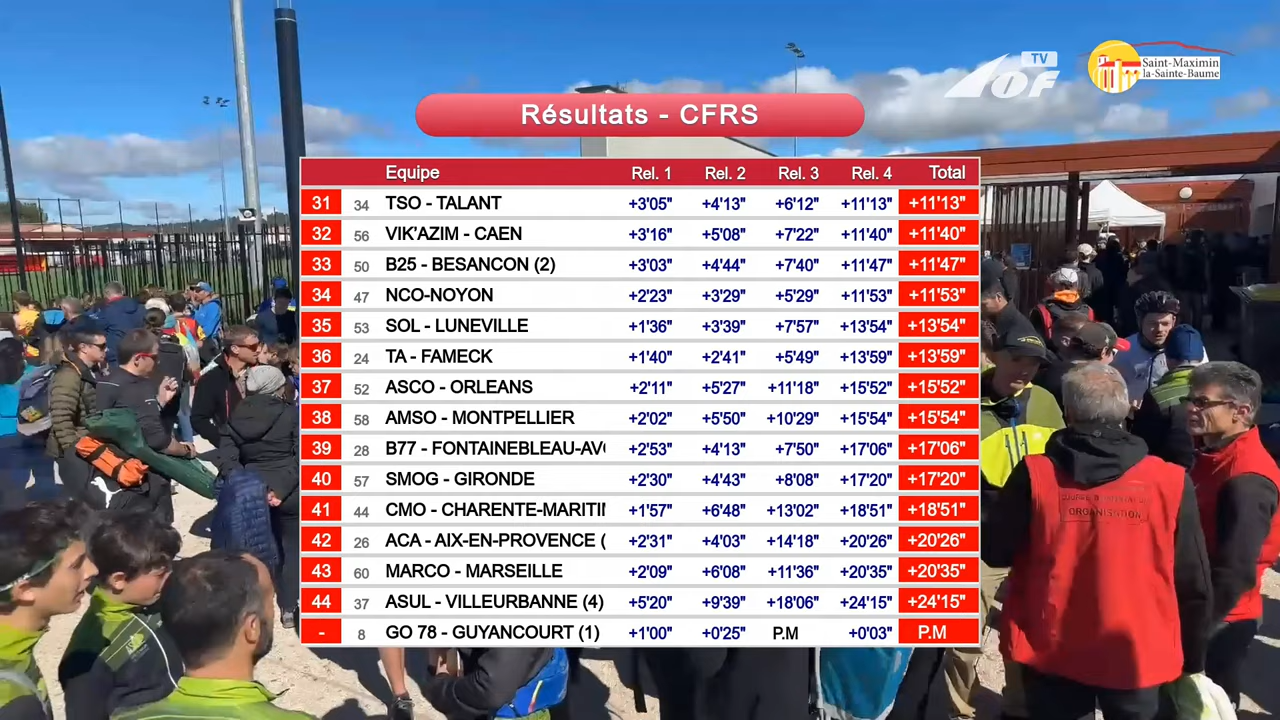 TV
AOF
Saint-Maximin
la-Sainte-Baume
Résultats - CFRS
Equipe Rel. 1 Rel. 2 Rel. 3 Rel. 4 Total
31 34 TSO - TALANT +3'05" +4'13" +6'12" +11'13" +11'13"
32 56 VIK'AZIM - CAEN +3'16" +5'08" +7'22" +11'40" +11'40"
33 50 B25 - BESANCON (2) +3'03" +4'44" +7'40" +11'47" +11'47"
34 47 NCO-NOYON +2'23" +3'29" +5'29" +11'53" +11'53"
35 53 SOL - LUNEVILLE +1'36" +3'39" +7'57" +13'54" +13'54"
36 24 TA - FAMECK +1'40" +2'41" +5'49" +13'59" +13'59"
37 52 ASCO - ORLEANS +2'11" +5'27" +11'18" +15'52" +15'52"
38 58 AMSO - MONTPELLIER +2'02" +5'50" +10'29" +15'54" +15'54"
39 28 B77 - FONTAINEBLEAU-AVO +2'53" +4'13" +7'50" +17'06" +17'06"
40 57 SMOG - GIRONDE +2'30" +4'43" +8'08" +17'20" +17'20"
41 44 CMO - CHARENTE-MARITIM +1'57" +6'48" +13'02" +18'51" +18'51"
42 26 ACA - AIX-EN-PROVENCE ( +2'31" +4'03" +14'18" +20'26" +20'26"
43 60 MARCO - MARSEILLE +2'09" +6'08" +11'36" +20'35" +20'35"
44 37 ASUL - VILLEURBANNE (4) +5'20" +9'39" +18'06" +24'15" +24'15"
- 8 GO 78 - GUYANCOURT (1) +1'00" +0'25" P.M +0'03" P.M
ORGANISATION